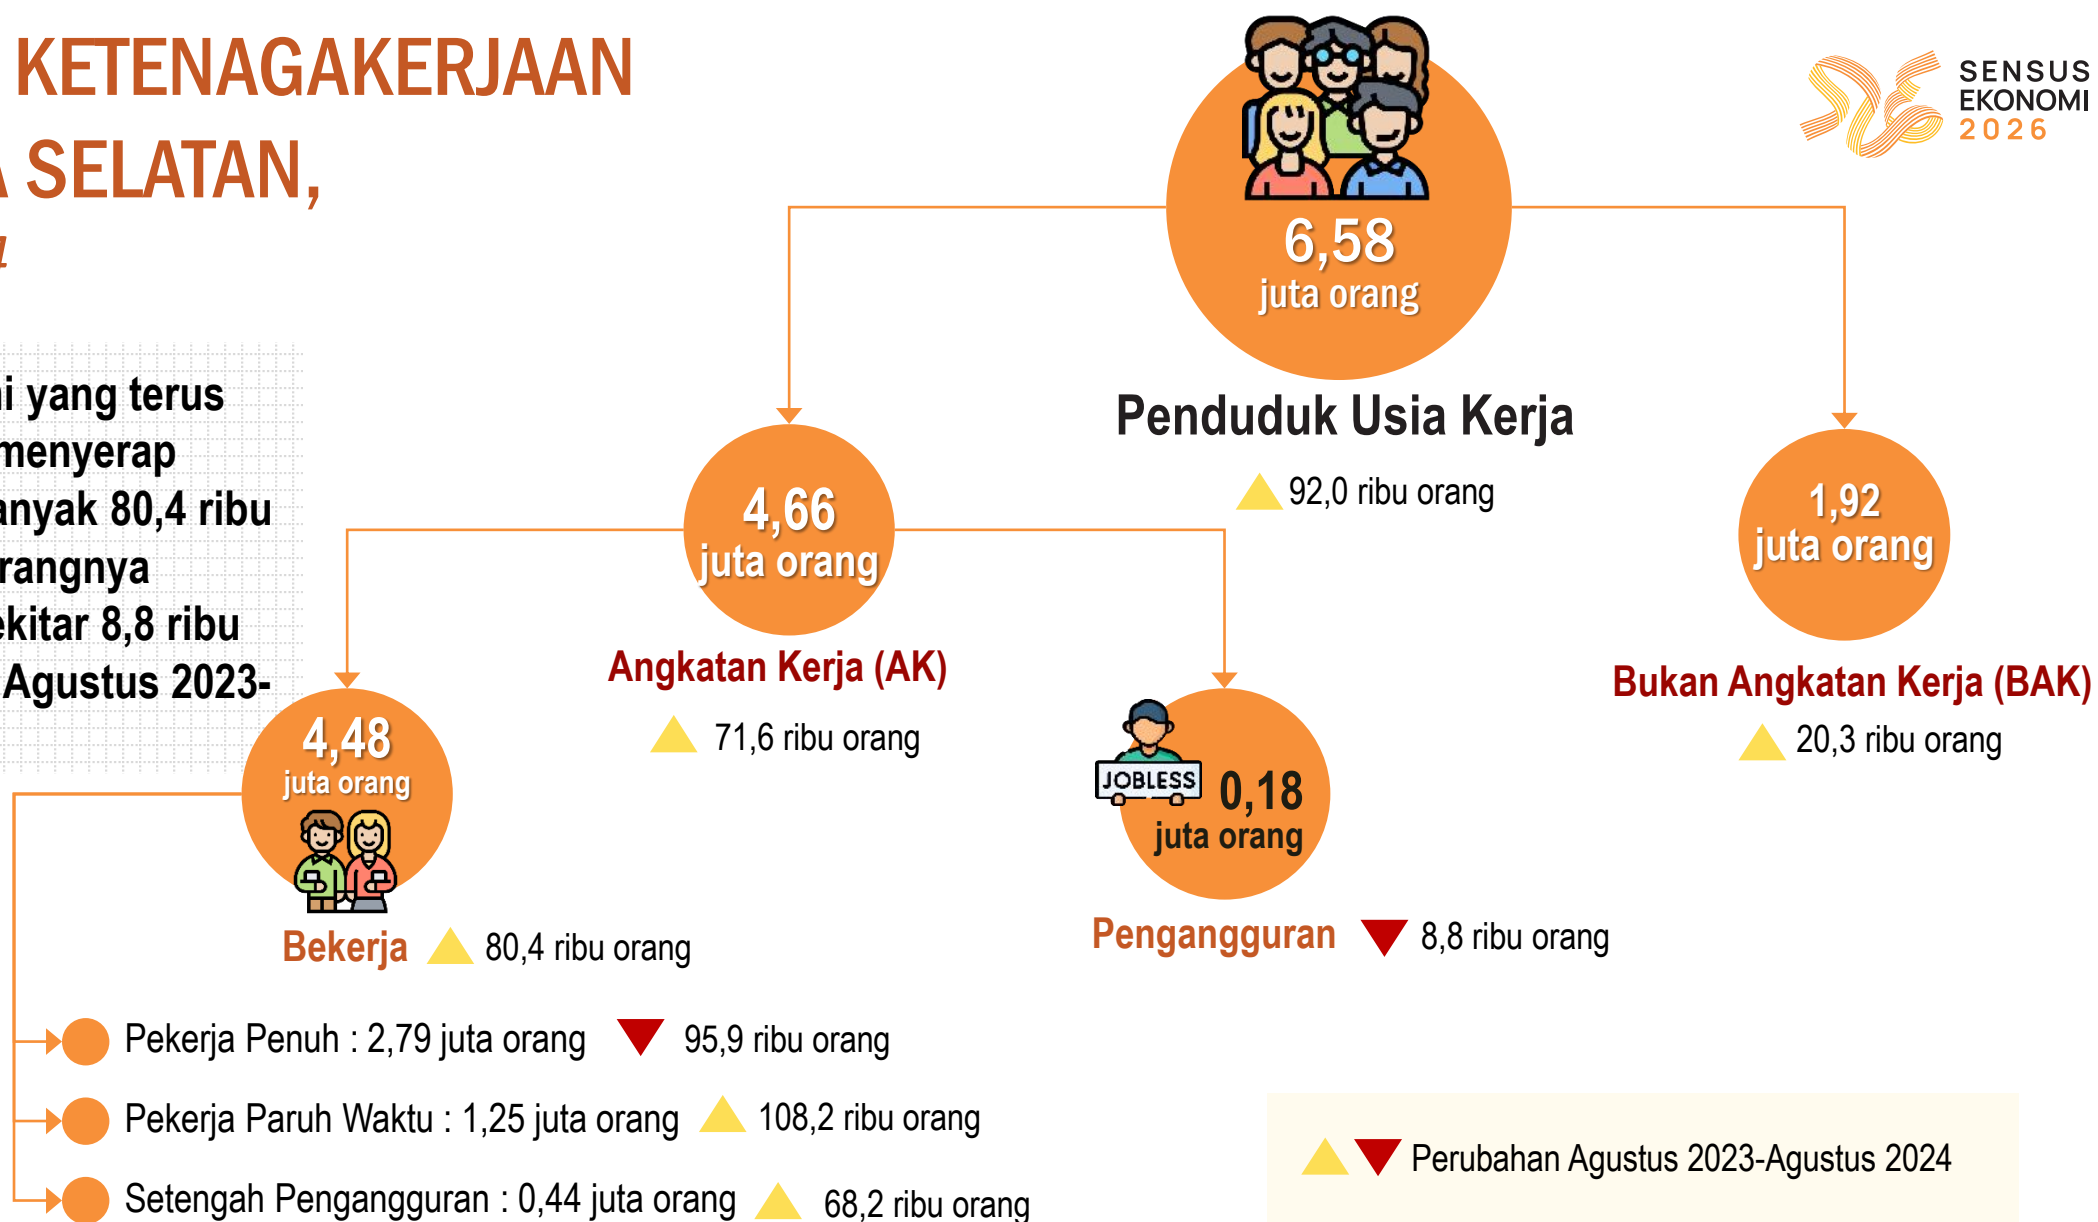 KETENAGAKERJAAN
SELATAN,
yang terus
menyerap
80,4 ribu
8,8 ribu
Agustus 2023-
SENSUS
EKONOMI
2026
6,58
juta orang
Penduduk Usia Kerja
92,0 ribu orang
4,66
juta orang
Angkatan Kerja (AK)
71,6 ribu orang
1,92
juta orang
Bukan Angkatan Kerja (BAK)
20,3 ribu orang
4,48
juta orang
Bekerja
80,4 ribu orang
JOBLESS
0,18
juta orang
Pengangguran
8,8 ribu orang
Pekerja Penuh : 2,79 juta orang
95,9 ribu orang
Pekerja Paruh Waktu : 1,25 juta orang
108,2 ribu orang
Setengah Pengangguran : 0,44 juta orang
68,2 ribu orang
Perubahan Agustus 2023-Agustus 2024